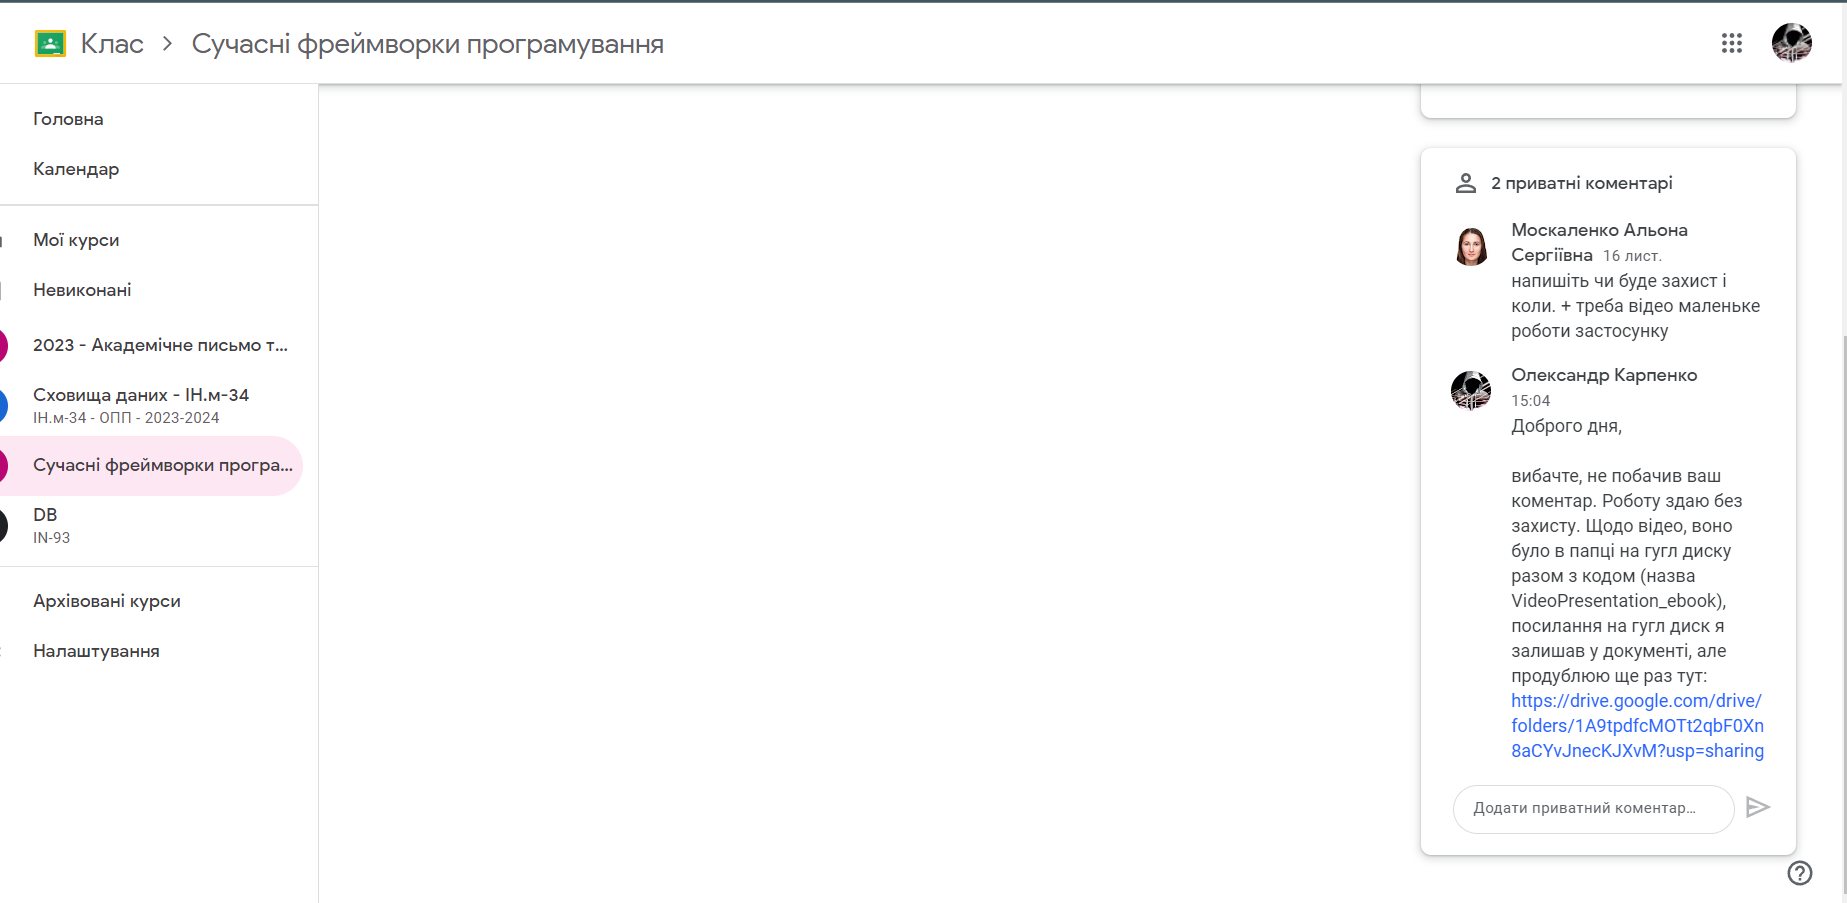 Клас
Сучасні фреймворки програмування
Головна
Календар
Мої курси
Невиконані
2023 - Академічне письмо т...
Сховища даних - ІН.м-34
ІН.м-34 - ОПП - 2023-2024
Сучасні фреймворки програ...
DB
IN-93
Архівовані курси
Налаштування
2 приватні коментарі
Москаленко Альона
Сергіївна 16 лист.
напишіть чи буде захист і
коли. + треба відео маленьке
роботи застосунку
Олександр Карпенко
15:04
Доброго дня,
вибачте, не побачив ваш
коментар. Роботу здаю без
захисту. Щодо відео, воно
було в папці на гугл диску
разом з кодом (назва
VideoPresentation_ebook),
посилання на гугл диск я
залишав у документі, але
продублюю ще раз тут:
https://drive.google.com/drive/
folders/1A9tpdfcMOTt2qbF0Xn
8aCYvJnecKJXvM?usp=sharing
Додати приватний коментар...